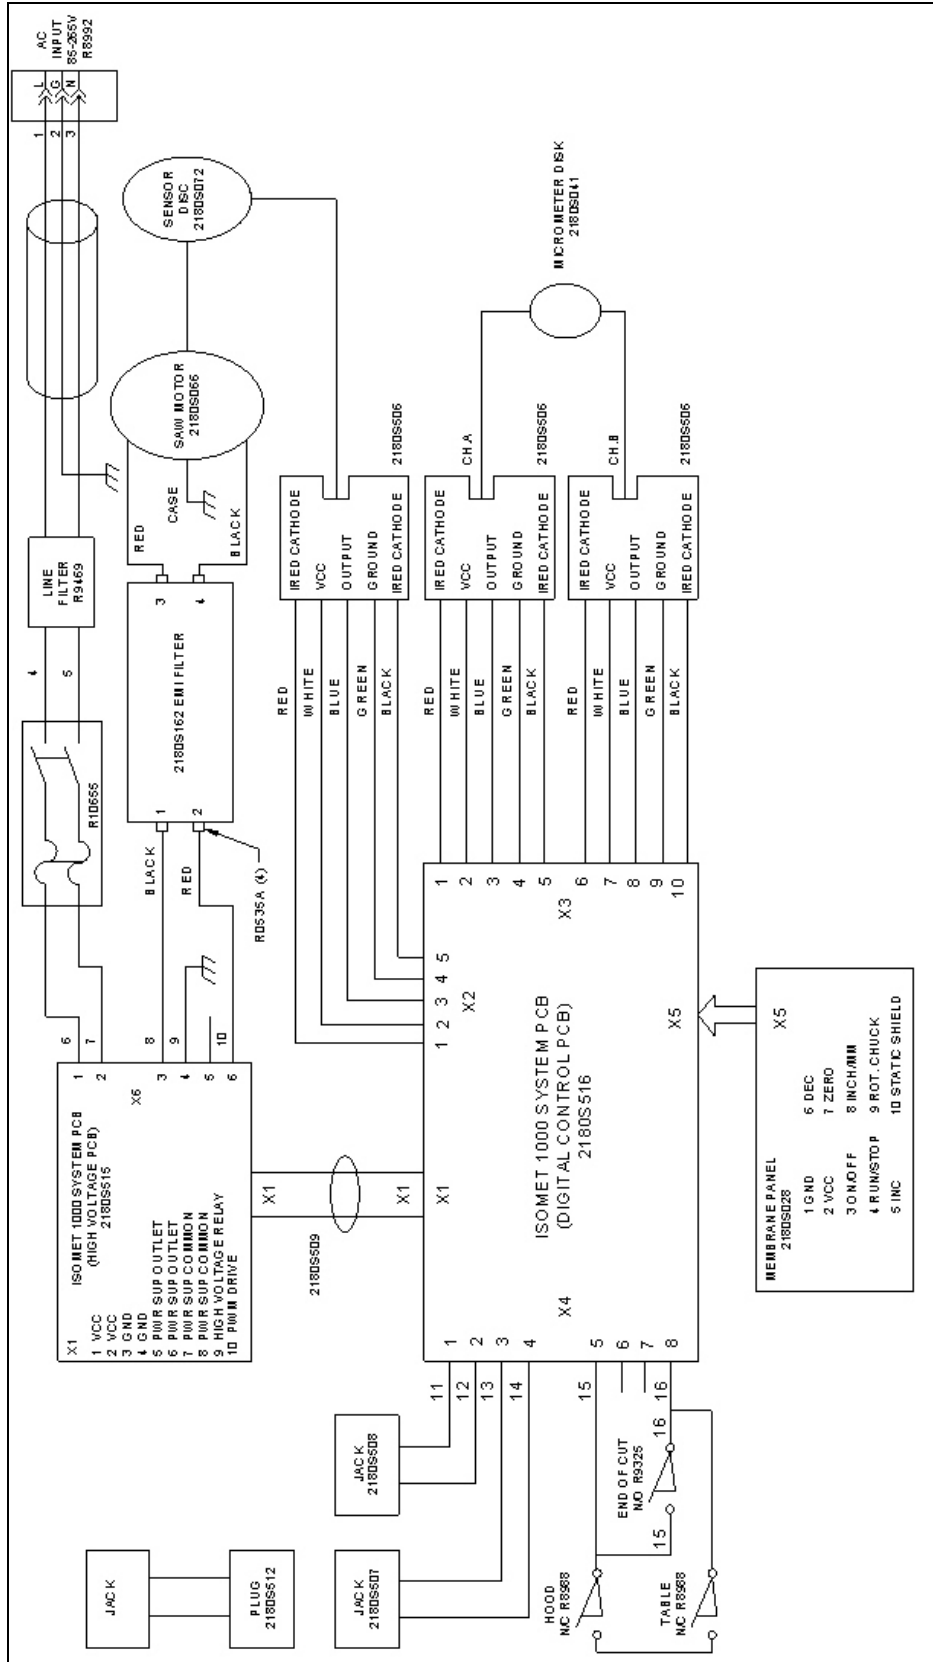 AC
INPUT
85-265V
R8992
L
G
N
1
2
3
LINE
FILTER
R9469
4
5
R10655
6
7
SENSOR
DISC
2180S072
SAW MOTOR
2180S066
RED
CASE
BLACK
3
4
2180S162 EMI FILTER
1
2
BLACK
RED
R0535A (4)
8
9
10
1
2
X6
3
4
5
6
ISOMET 1000 SYSTEM PCB
(HIGH VOLTAGE PCB)
2180S515
X1
1 VCC
2 VCC
3 GND
4 GND
5 PWR SUP OUTLET
6 PWR SUP OUTLET
7 PWR SUP COMMON
8 PWR SUP COMMON
9 HIGH VOLTAGE RELAY
10 PWM DRIVE
X1
2180S509
X1
X1
MICROMETER DISK
2180S041
2180S506
IRED CATHODE
VCC
OUTPUT
GROUND
IRED CATHODE
RED
WHITE
BLUE
GREEN
BLACK
CH.A
2180S506
IRED CATHODE
VCC
OUTPUT
GROUND
IRED CATHODE
RED
WHITE
BLUE
GREEN
BLACK
CH.B
2180S506
IRED CATHODE
VCC
OUTPUT
GROUND
IRED CATHODE
RED
WHITE
BLUE
GREEN
BLACK
1
2
3
4
5
X2
1
2
3
4
5
6
7
8
9
10
X3
ISOMET 1000 SYSTEM PCB
(DIGITAL CONTROL PCB)
2180S516
X5
X4
1
2
3
4
5
6
7
8
11
12
13
14
15
16
JACK
2180S508
JACK
2180S507
JACK
PLUG
2180S512
END OF CUT
N/O R9325
15
16
HOOD
N/C R8988
TABLE
N/C R8988
MEMBRANE PANEL
2180S028
X5
1 GND
2 VCC
3 ON/OFF
4 RUN/STOP
5 INC
6 DEC
7 ZERO
8 INCH/MM
9 ROT. CHUCK
10 STATIC SHIELD